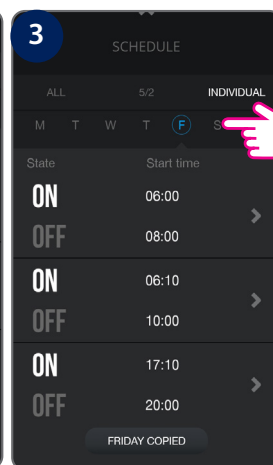 3
SCHEDULE
ALL 5/2 INDIVIDUAL
M T W T F S
State Start time
ON 06:00
OFF 08:00
ON 06:10
OFF 10:00
ON 17:10
OFF 20:00
FRIDAY COPIED